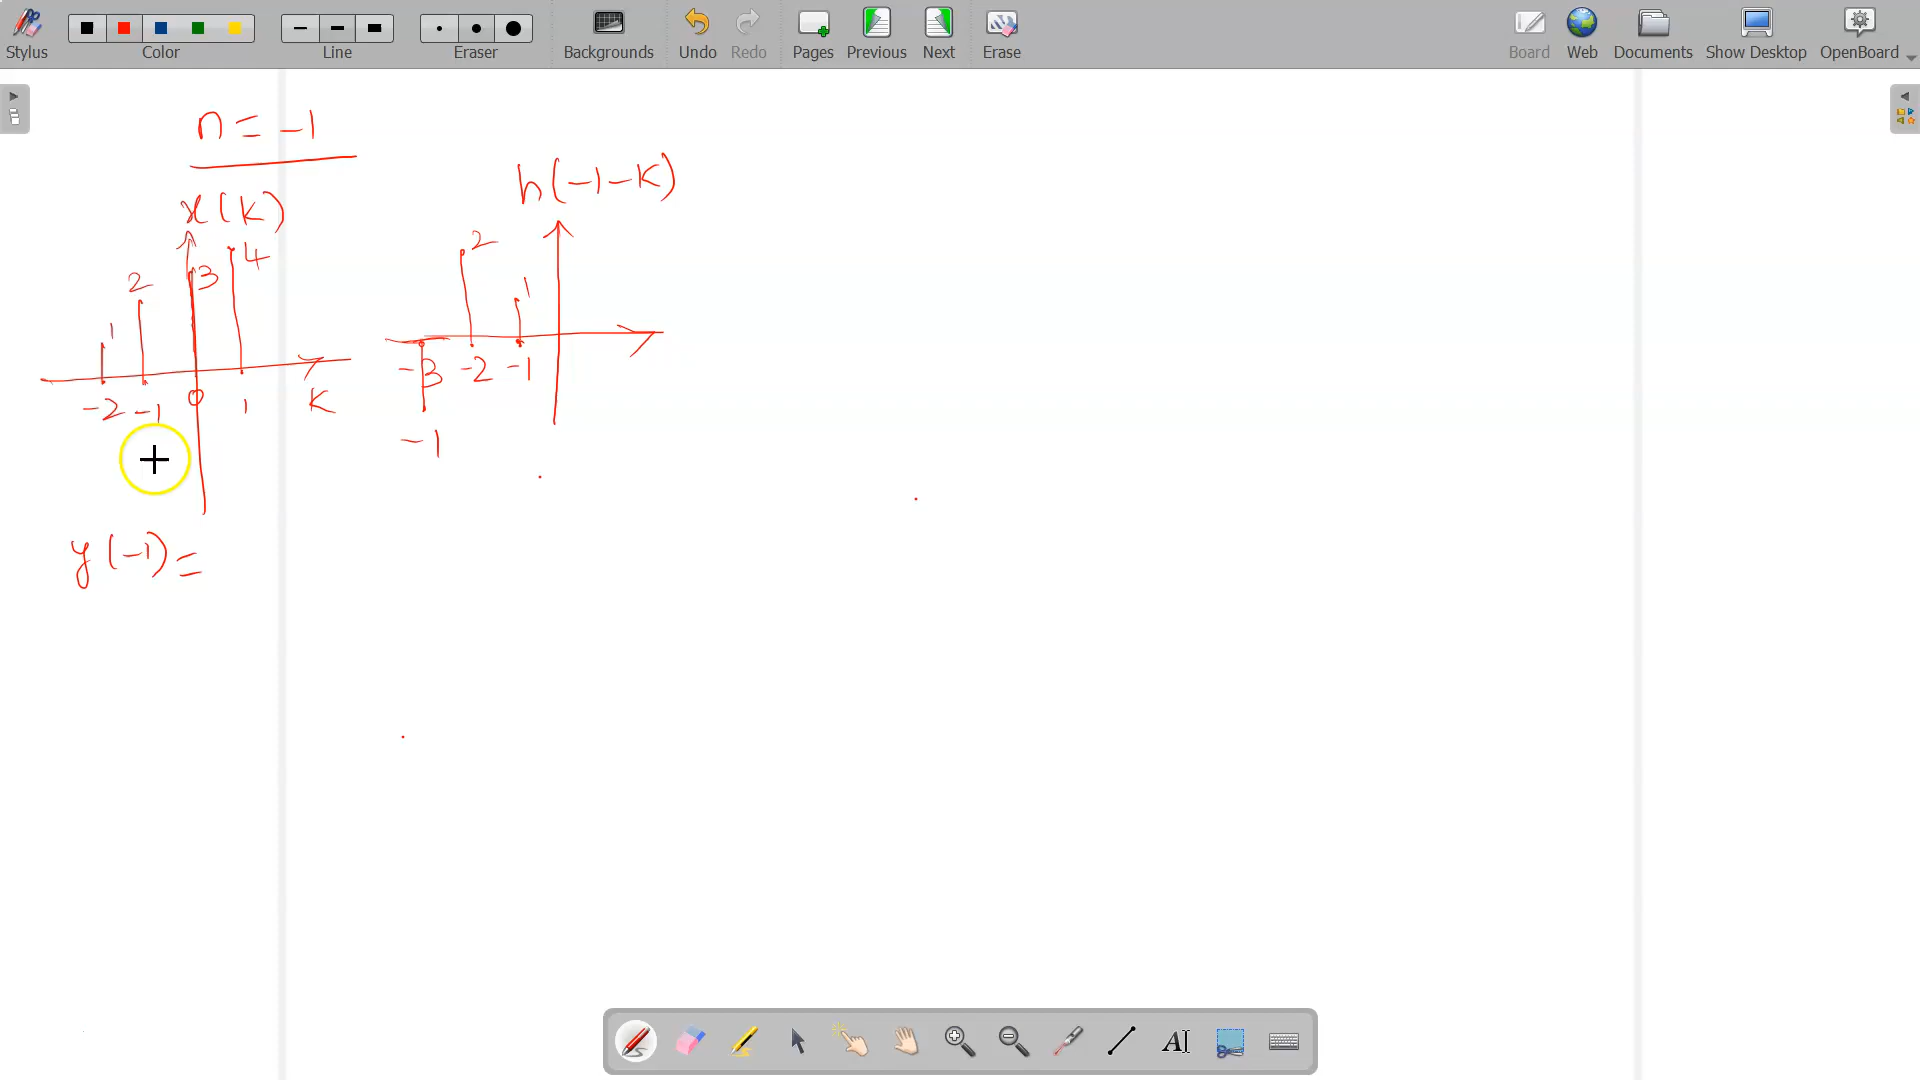 Stylus Color Line Eraser Backgrounds Undo Redo Pages Previous Next Erase Board Web Documents Show Desktop OpenBoard
n = -1
x(k)
h(-1-k)
1 2 3 4
2 1
-2 -1 0 1 k
-3 -2 -1
-1
y(-1) =